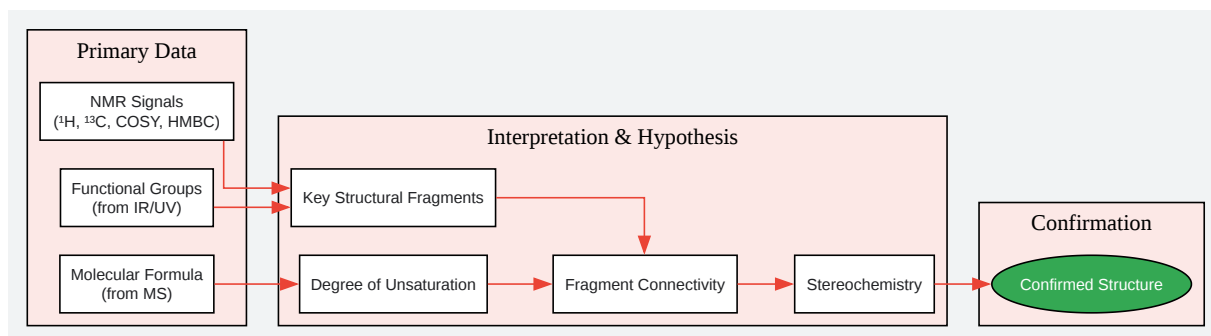 Primary Data
NMR Signals
(¹H, ¹³C, COSY, HMBC)
Functional Groups
(from IR/UV)
Molecular Formula
(from MS)
Interpretation & Hypothesis
Key Structural Fragments
Degree of Unsaturation
Fragment Connectivity
Stereochemistry
Confirmation
Confirmed Structure